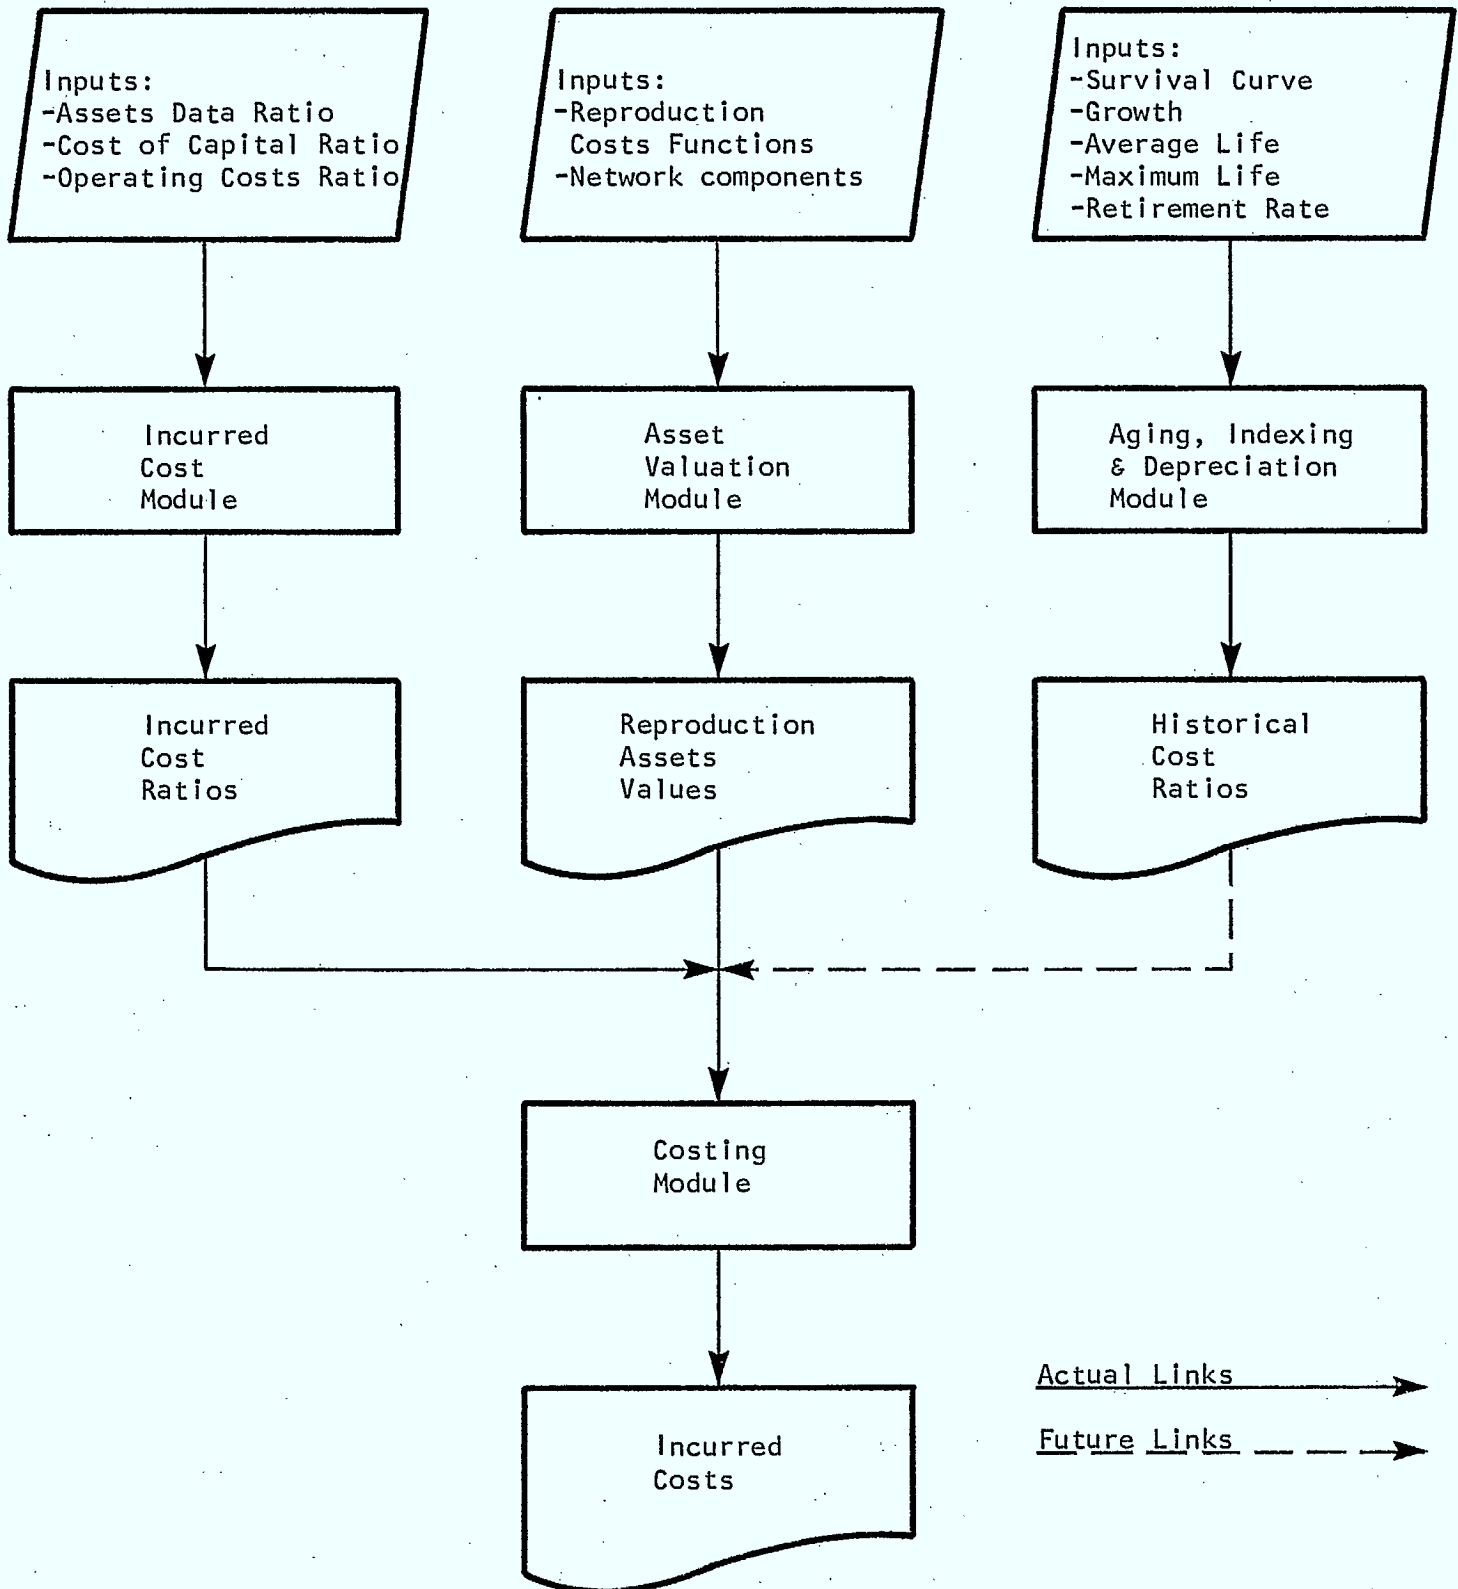 Inputs:
-Assets Data Ratio
-Cost of Capital Ratio
-Operating Costs Ratio
Inputs:
-Reproduction
Costs Functions
-Network components
Inputs:
-Survival Curve
-Growth
-Average Life
-Maximum Life
-Retirement Rate
Incurred
Cost
Module
Asset
Valuation
Module
Aging, Indexing
& Depreciation
Module
Incurred
Cost
Ratios
Reproduction
Assets
Values
Historical
Cost
Ratios
Costing
Module
Incurred
Costs
Actual Links
Future Links